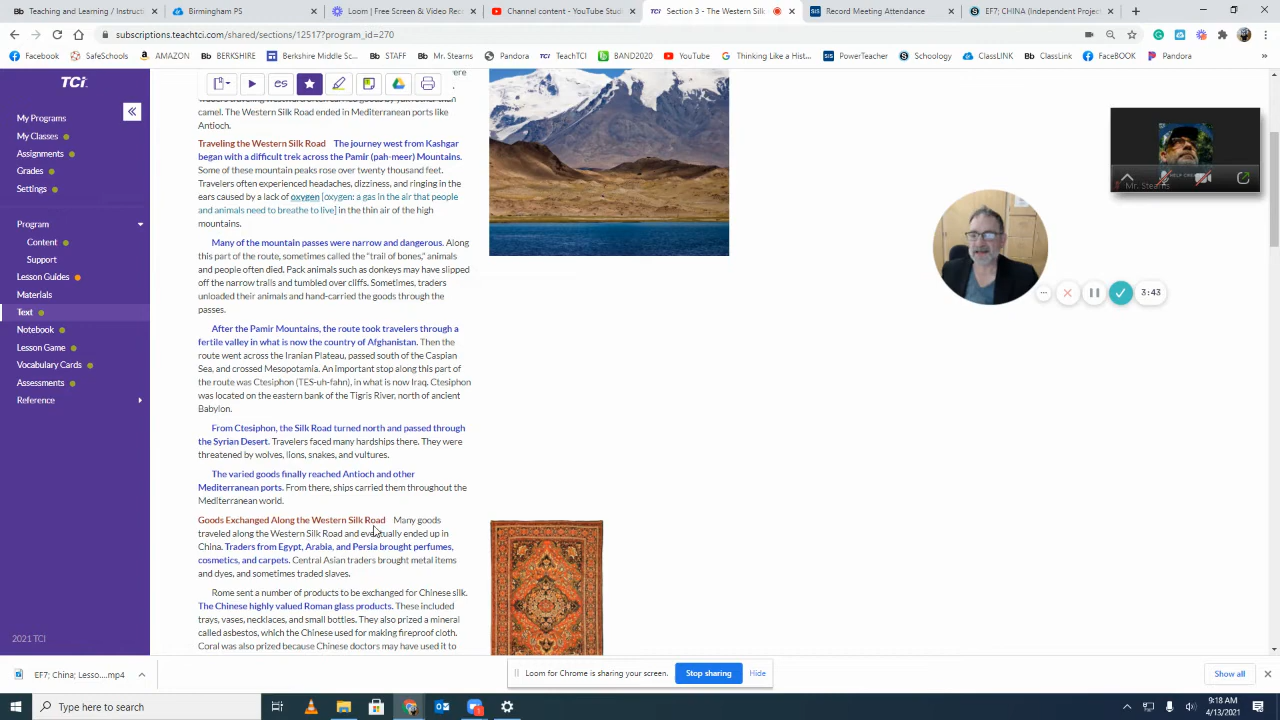 Teaching and Learning / Instruct
Birmingham PS
Loom | Free Screen & Video Rec
Channel content - YouTube Studi
Section 3 - The Western Silk
Record Meeting Attendance
EF7; CHINA (Independent Project
subscriptions.teachtci.com/shared/sections/12517?program_id=270
Facebook
SafeSchools
AMAZON
Bb BERKSHIRE
Berkshire Middle Sc...
Bb STAFF
Bb Mr. Stearns
Pandora
TCi TeachTCI
BAND2020
YouTube
Thinking Like a Hist...
SIS PowerTeacher
Schoology
ClassLINK
Bb ClassLink
FaceBOOK
Pandora
TCi
My Programs
My Classes
Assignments
Grades
Settings
Program
Content
Support
Lesson Guides
Materials
Text
Notebook
Lesson Game
Vocabulary Cards
Assessments
Reference
2021 TCI
camel. The Western Silk Road ended in Mediterranean ports like
Antioch.
Traveling the Western Silk Road The journey west from Kashgar
began with a difficult trek across the Pamir (pah-meer) Mountains.
Some of these mountain peaks rose over twenty thousand feet.
Travelers often experienced headaches, dizziness, and ringing in the
ears caused by a lack of oxygen [oxygen: a gas in the air that people
and animals need to breathe to live] in the thin air of the high
mountains.
Many of the mountain passes were narrow and dangerous. Along
this part of the route, sometimes called the "trail of bones," animals
and people often died. Pack animals such as donkeys may have slipped
off the narrow trails and tumbled over cliffs. Sometimes, traders
unloaded their animals and hand-carried the goods through the
passes.
After the Pamir Mountains, the route took travelers through a
fertile valley in what is now the country of Afghanistan. Then the
route went across the Iranian Plateau, passed south of the Caspian
Sea, and crossed Mesopotamia. An important stop along this part of
the route was Ctesiphon (TES-uh-fahn), in what is now Iraq. Ctesiphon
was located on the eastern bank of the Tigris River, north of ancient
Babylon.
From Ctesiphon, the Silk Road turned north and passed through
the Syrian Desert. Travelers faced many hardships there. They were
threatened by wolves, lions, snakes, and vultures.
The varied goods finally reached Antioch and other
Mediterranean ports. From there, ships carried them throughout the
Mediterranean world.
Goods Exchanged Along the Western Silk Road Many goods
traveled along the Western Silk Road and eventually ended up in
China. Traders from Egypt, Arabia, and Persia brought perfumes,
cosmetics, and carpets. Central Asian traders brought metal items
and dyes, and sometimes traded slaves.
Rome sent a number of products to be exchanged for Chinese silk.
The Chinese highly valued Roman glass products. These included
trays, vases, necklaces, and small bottles. They also prized a mineral
called asbestos, which the Chinese used for making fireproof cloth.
Coral was also prized because Chinese doctors may have used it to
Mr. Stearns
3:43
Loom for Chrome is sharing your screen.
Stop sharing
Hide
EF7; China; Lesso....mp4
Show all
Type here to search
9:18 AM
4/13/2021